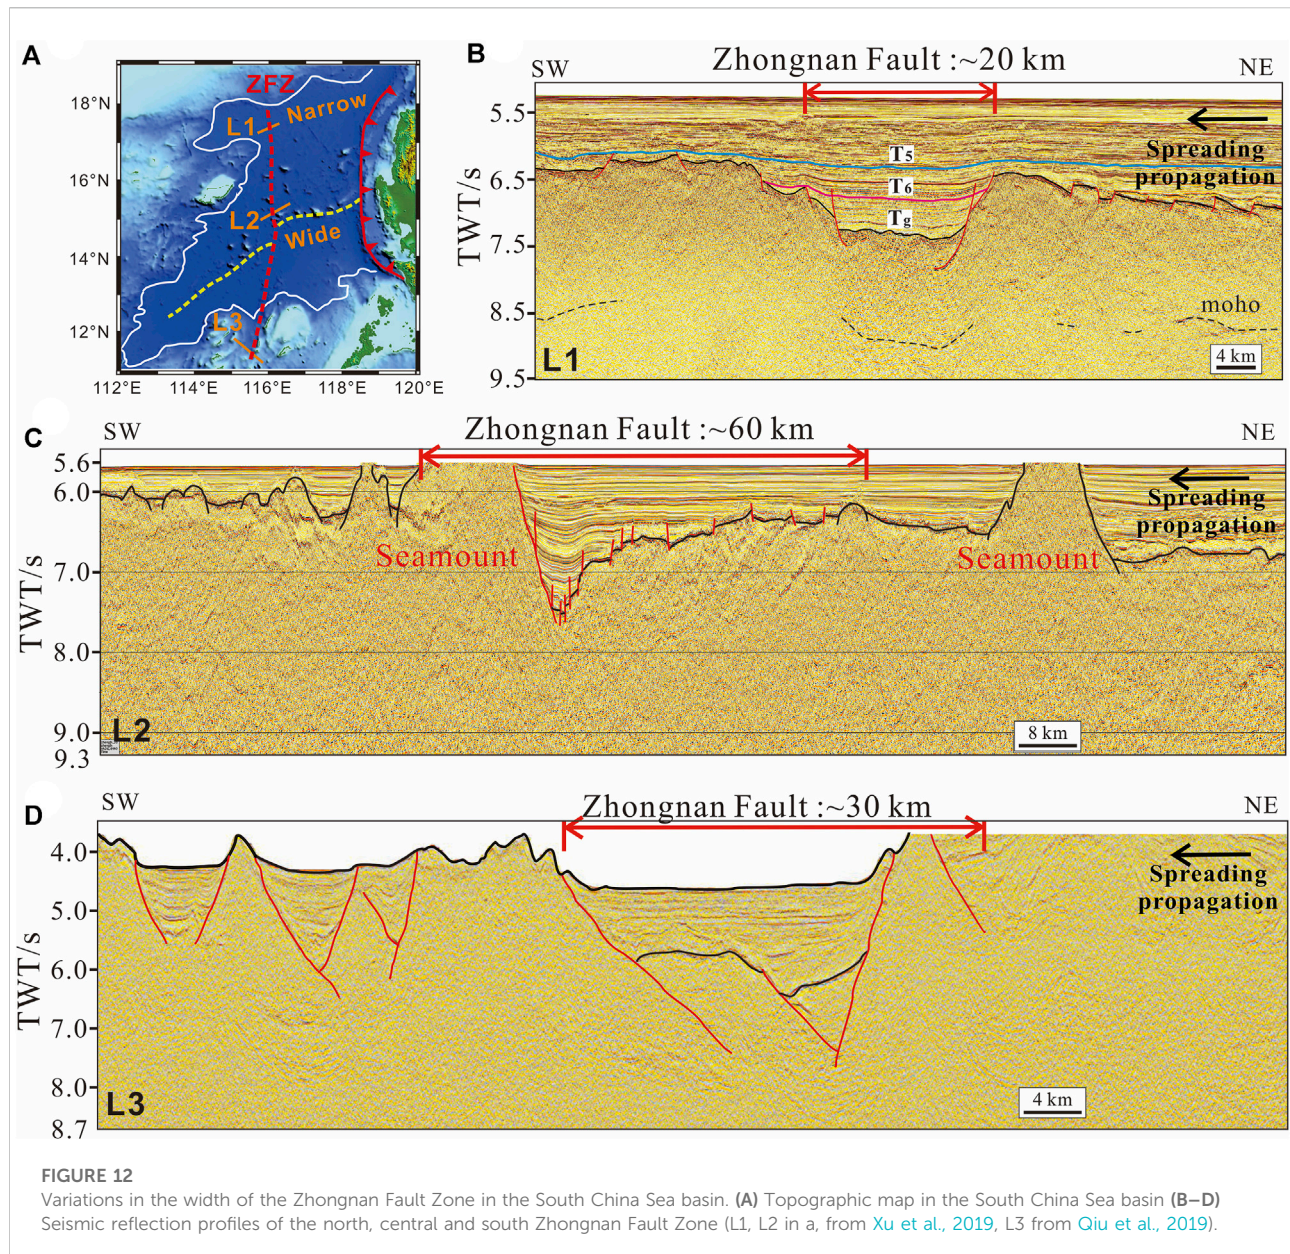 A
ZFZ
Narrow
L1
L2
Wide
L3
18°N
16°N
14°N
12°N
112°E
114°E
116°E
118°E
120°E
B
SW
Zhongnan Fault :~20 km
NE
5.5
6.5
7.5
8.5
9.5
TWT/s
T5
T6
Tg
Spreading
propagation
moho
4 km
L1
C
SW
Zhongnan Fault :~60 km
NE
5.6
6.0
7.0
8.0
9.0
9.3
TWT/s
Seamount
Seamount
Spreading
propagation
8 km
L2
D
SW
Zhongnan Fault :~30 km
NE
4.0
5.0
6.0
7.0
8.0
8.7
TWT/s
Spreading
propagation
4 km
L3
FIGURE 12
Variations in the width of the Zhongnan Fault Zone in the South China Sea basin. (A) Topographic map in the South China Sea basin (B–D)
Seismic reflection profiles of the north, central and south Zhongnan Fault Zone (L1, L2 in a, from Xu et al., 2019, L3 from Qiu et al., 2019).